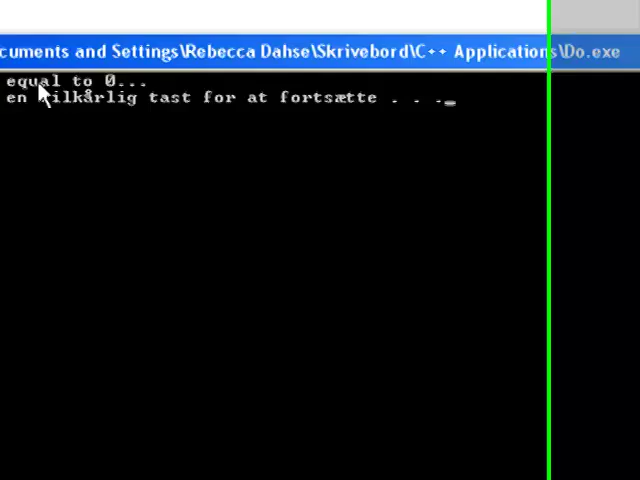 cuments and Settings\Rebecca Dahse\Skrivebord\C++ Applications\Do.exe
equal to 0...
en vilkårlig tast for at fortsætte . . ._